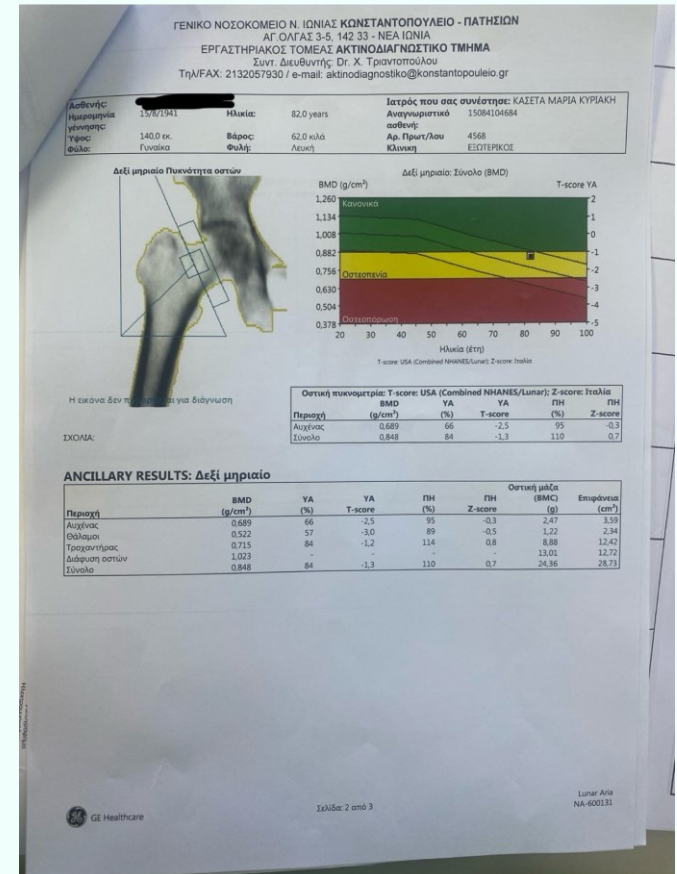 ΓΕΝΙΚΟ ΝΟΣΟΚΟΜΕΙΟ Ν. ΙΩΝΙΑΣ ΚΩΝΣΤΑΝΤΟΠΟΥΛΕΙΟ - ΠΑΤΗΣΙΩΝ
ΑΓ.ΟΛΓΑΣ 3-5, 142 33 - ΝΕΑ ΙΩΝΙΑ
ΕΡΓΑΣΤΗΡΙΑΚΟΣ ΤΟΜΕΑΣ ΑΚΤΙΝΟΔΙΑΓΝΩΣΤΙΚΟ ΤΜΗΜΑ
Συντ. Διευθυντής: Dr. Χ. Τριαντοπούλου
Τηλ/FAX: 2132057930 / e-mail: aktinodiagnostiko@konstantopouleio.gr
Ασθενής: Ιατρός που σας συνέστησε: ΚΑΣΕΤΑ ΜΑΡΙΑ ΚΥΡΙΑΚΗ
Ημερομηνία γέννησης: 15/8/1941 Ηλικία: 82,0 years Αναγνωριστικό ασθενή: 15084104684
Υψος: 140,0 εκ. Βάρος: 62,0 κιλά Αρ. Πρωτ/λου 4568
Φύλο: Γυναίκα Φυλή: Λευκή Κλινικη ΕΞΩΤΕΡΙΚΟΣ
Δεξί μηριαίο Πυκνότητα οστών
Δεξί μηριαίο: Σύνολο (BMD)
BMD (g/cm²) T-score YA
1,260 Κανονικά 2
1,134 1
1,008 0
0,882 -1
0,756 Οστεοπενία -2
0,630 -3
0,504 -4
0,378 Οστεοπόρωση -5
20 30 40 50 60 70 80 90 100
Ηλικία (έτη)
T-score: USA (Combined NHANES/Lunar); Z-score: Ιταλία
Η εικόνα δεν π αι για διάγνωση
ΣΧΟΛΙΑ:
Οστική πυκνομετρία: T-score: USA (Combined NHANES/Lunar); Z-score: Ιταλία
BMD YA YA ΠΗ ΠΗ
Περιοχή (g/cm²) (%) T-score (%) Z-score
Αυχένας 0,689 66 -2,5 95 -0,3
Σύνολο 0,848 84 -1,3 110 0,7
ANCILLARY RESULTS: Δεξί μηριαίο
Οστική μάζα
BMD YA YA ΠΗ ΠΗ (BMC) Επιφάνεια
Περιοχή (g/cm²) (%) T-score (%) Z-score (g) (cm²)
Αυχένας 0,689 66 -2,5 95 -0,3 2,47 3,59
Θάλαμοι 0,522 57 -3,0 89 -0,5 1,22 2,34
Τροχαντήρας 0,715 84 -1,2 114 0,8 8,88 12,42
Διάφυση οστών 1,023 - - - - 13,01 12,72
Σύνολο 0,848 84 -1,3 110 0,7 24,36 28,73
GE Healthcare
Σελίδα: 2 από 3
Lunar Aria
NA-600131